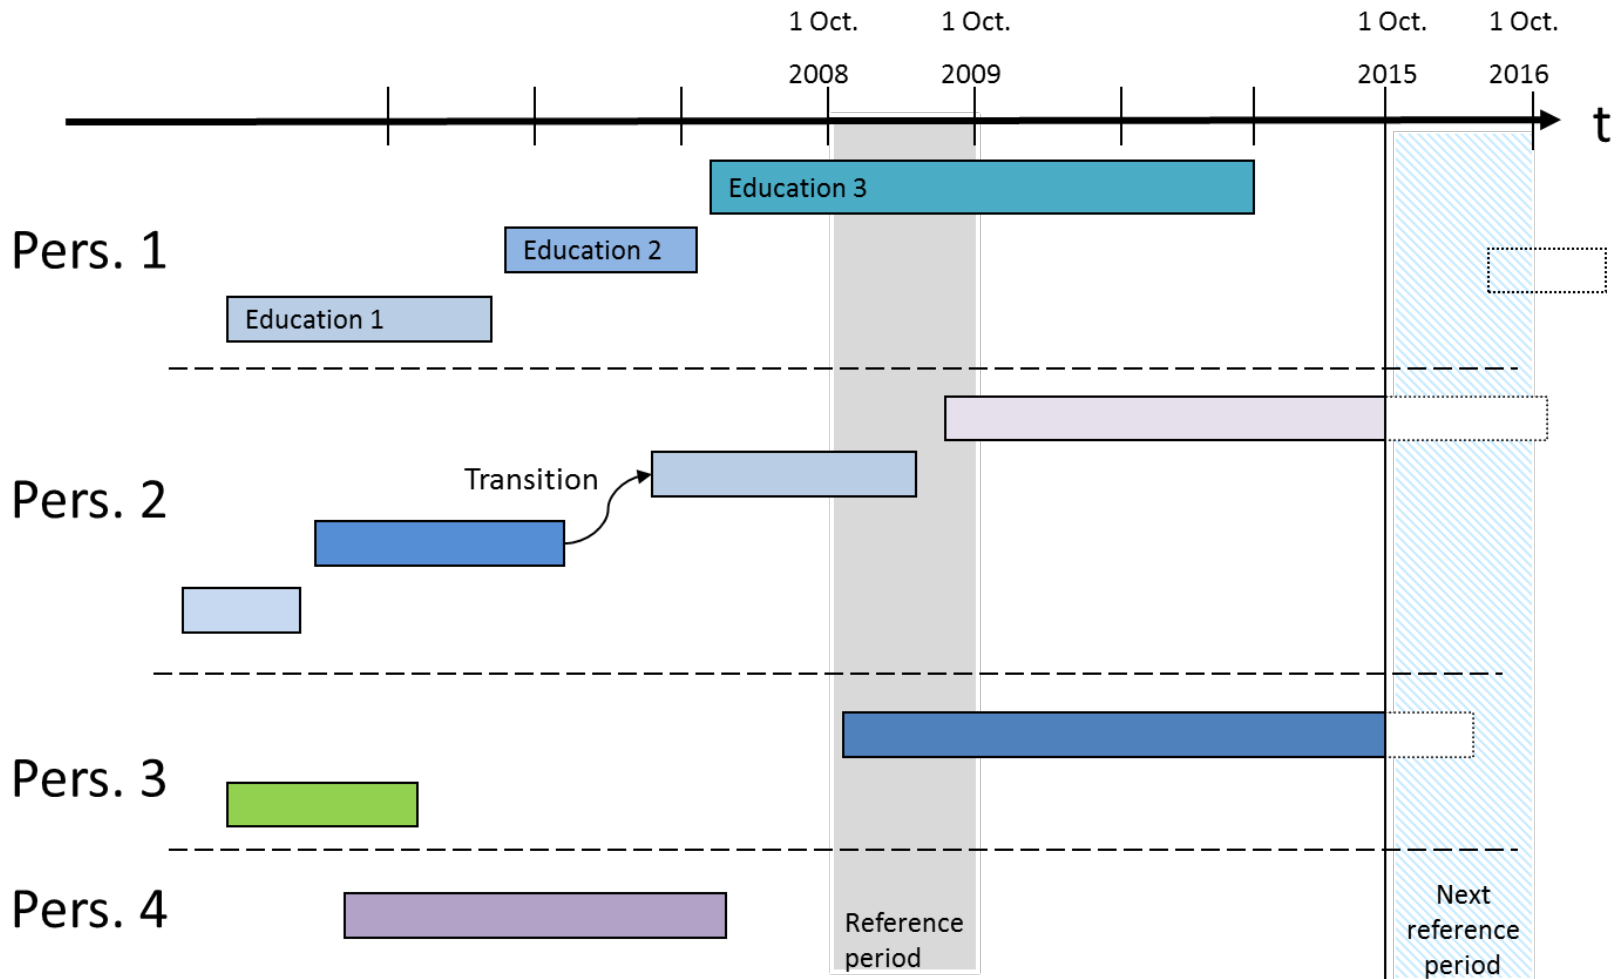 1 Oct. 1 Oct. 1 Oct. 1 Oct.
2008 2009 2015 2016
t
Education 3
Pers. 1
Education 2
Education 1
Transition
Pers. 2
Pers. 3
Pers. 4
Reference
period
Next
reference
period